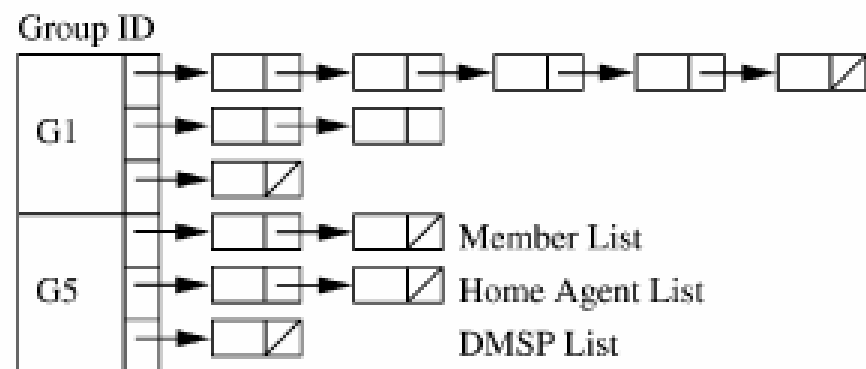 Group ID
G1
G5
Member List
Home Agent List
DMSP List